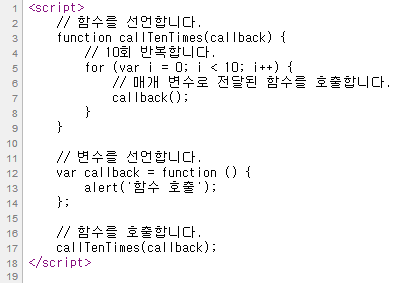 1 <script>
2     // 함수를 선언합니다.
3     function callTenTimes(callback) {
4         // 10회 반복합니다.
5         for (var i = 0; i < 10; i++) {
6             // 매개 변수로 전달된 함수를 호출합니다.
7             callback();
8         }
9     }
10
11     // 변수를 선언합니다.
12     var callback = function () {
13         alert('함수 호출');
14     };
15
16     // 함수를 호출합니다.
17     callTenTimes(callback);
18 </script>
19